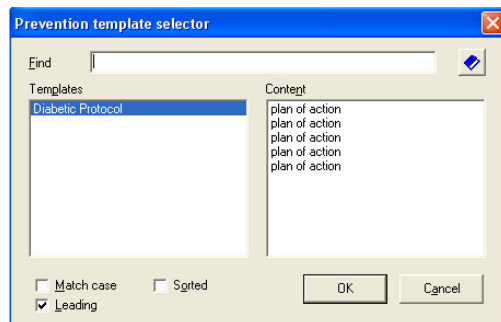 Prevention template selector
Find
Templates
Content
Diabetic Protocol
plan of action
plan of action
plan of action
plan of action
plan of action
Match case
Sorted
OK
Cancel
Leading